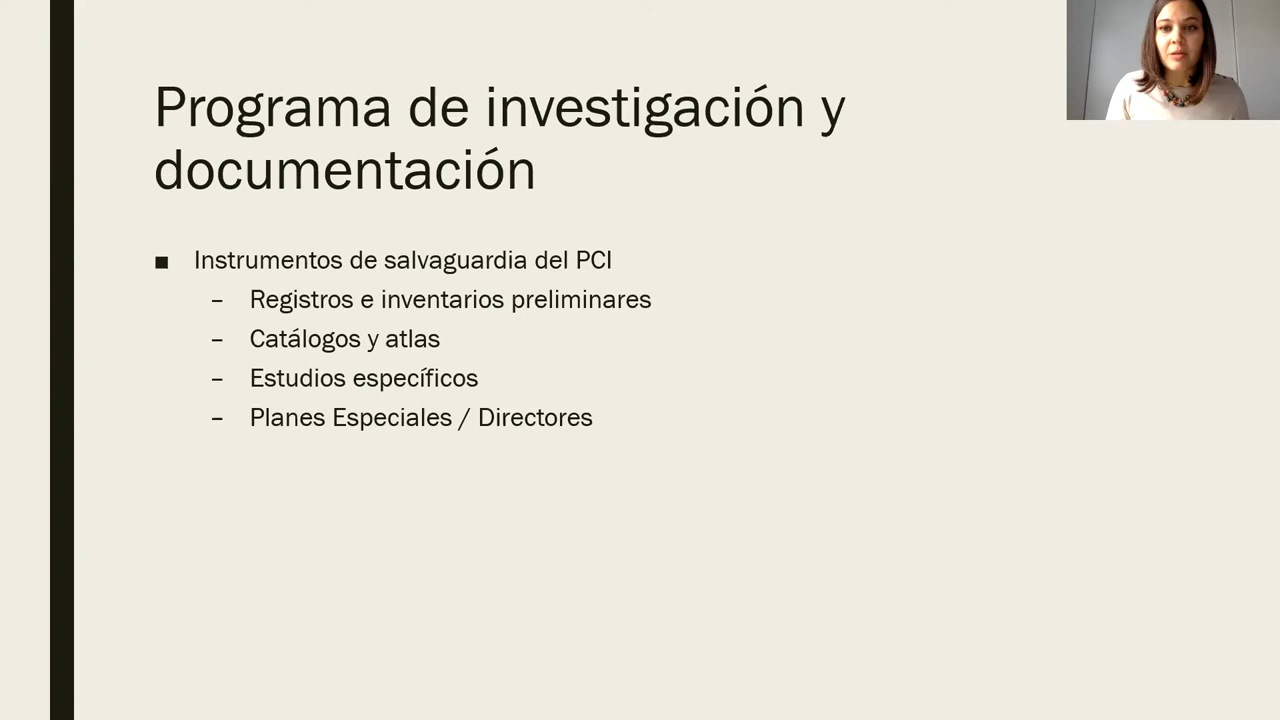 Programa de investigación y
documentación
■ Instrumentos de salvaguardia del PCI
– Registros e inventarios preliminares
– Catálogos y atlas
– Estudios específicos
– Planes Especiales / Directores